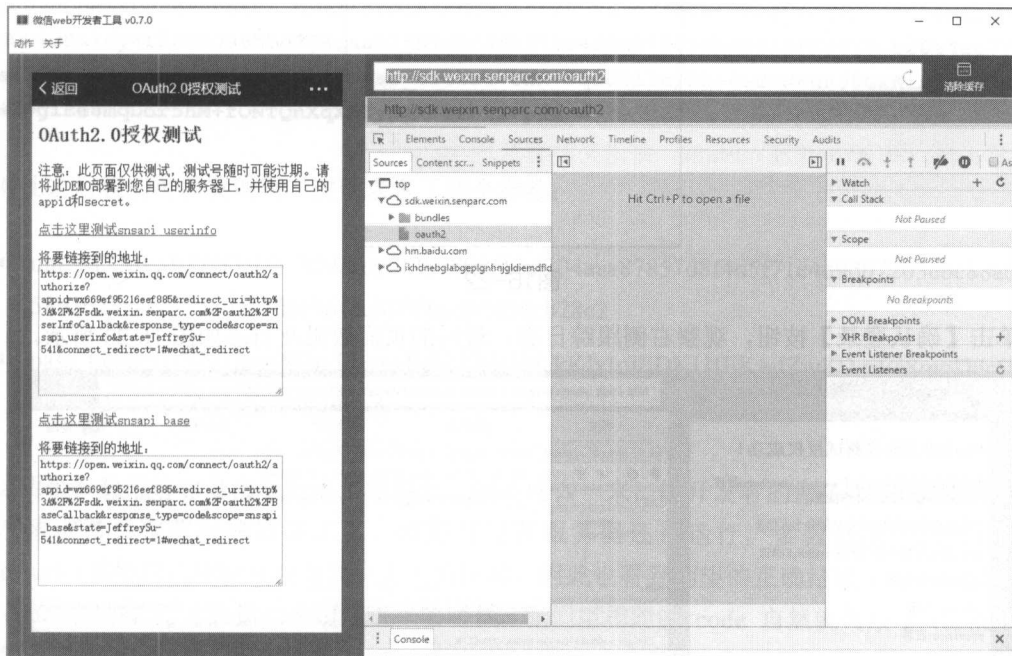 微信web开发者工具 v0.7.0
动作 关于
返回 OAuth2.0授权测试 •••
OAuth2.0授权测试
注意：此页面仅供测试，测试号随时可能过期。请
将此DEMO部署到您自己的服务器上，并使用自己的
appid和secret。
点击这里测试snsapi_userinfo
将要链接到的地址：
https://open.weixin.qq.com/connect/oauth2/a
uthorize?
appid=wx669ef95216eef885&redirect_uri=http%
3A%2F%2Fsdk.weixin.senparc.com%2Foauth2%2FU
serInfoCallback&response_type=code&scope=sn
sapi_userinfo&state=JeffreySu-
541&connect_redirect=1#wechat_redirect
点击这里测试snsapi_base
将要链接到的地址：
https://open.weixin.qq.com/connect/oauth2/a
uthorize?
appid=wx669ef95216eef885&redirect_uri=http%
3A%2F%2Fsdk.weixin.senparc.com%2Foauth2%2FB
aseCallback&response_type=code&scope=snsapi
_base&state=JeffreySu-
541&connect_redirect=1#wechat_redirect
http://sdk.weixin.senparc.com/oauth2
清除缓存
http://sdk.weixin.senparc.com/oauth2
Elements Console Sources Network Timeline Profiles Resources Security Audits
Sources Content scr... Snippets
top
sdk.weixin.senparc.com
bundles
oauth2
hm.baidu.com
Hit Ctrl+P to open a file
As
Watch
Call Stack
Not Paused
Scope
Not Paused
Breakpoints
No Breakpoints
DOM Breakpoints
XHR Breakpoints
Event Listener Breakpoints
Event Listeners
Console